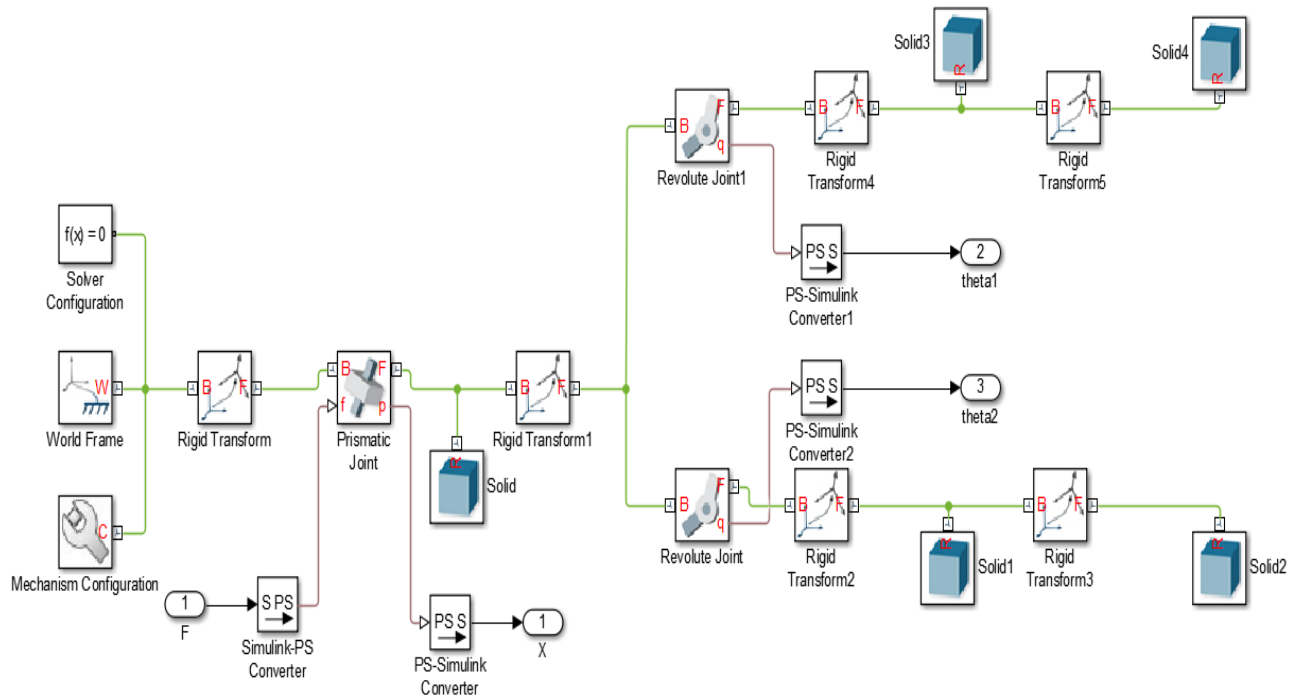 Solid3
R
Solid4
R
B
F
q
Revolute Joint1
B
F
Rigid
Transform4
B
F
Rigid
Transform5
f(x) = 0
Solver
Configuration
PS S
PS-Simulink
Converter1
2
theta1
W
World Frame
B
F
Rigid Transform
B
F
f
p
Prismatic
Joint
B
F
Rigid Transform1
PS S
PS-Simulink
Converter2
3
theta2
R
Solid
B
F
q
Revolute Joint
B
F
Rigid
Transform2
R
Solid1
B
F
Rigid
Transform3
R
Solid2
C
Mechanism Configuration
1
F
S PS
Simulink-PS
Converter
PS S
PS-Simulink
Converter
1
X